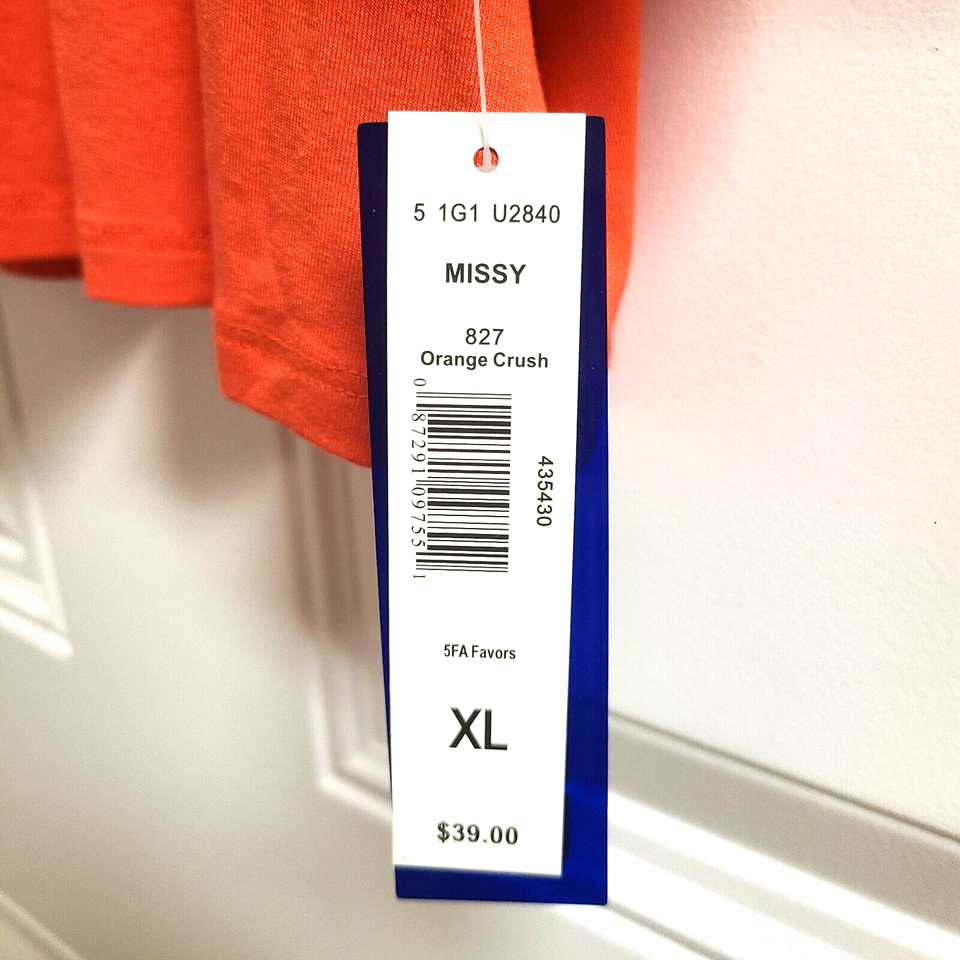 5 1G1 U2840
MISSY
827
Orange Crush
0 87291 09755 1
435430
5FA Favors
XL
$39.00